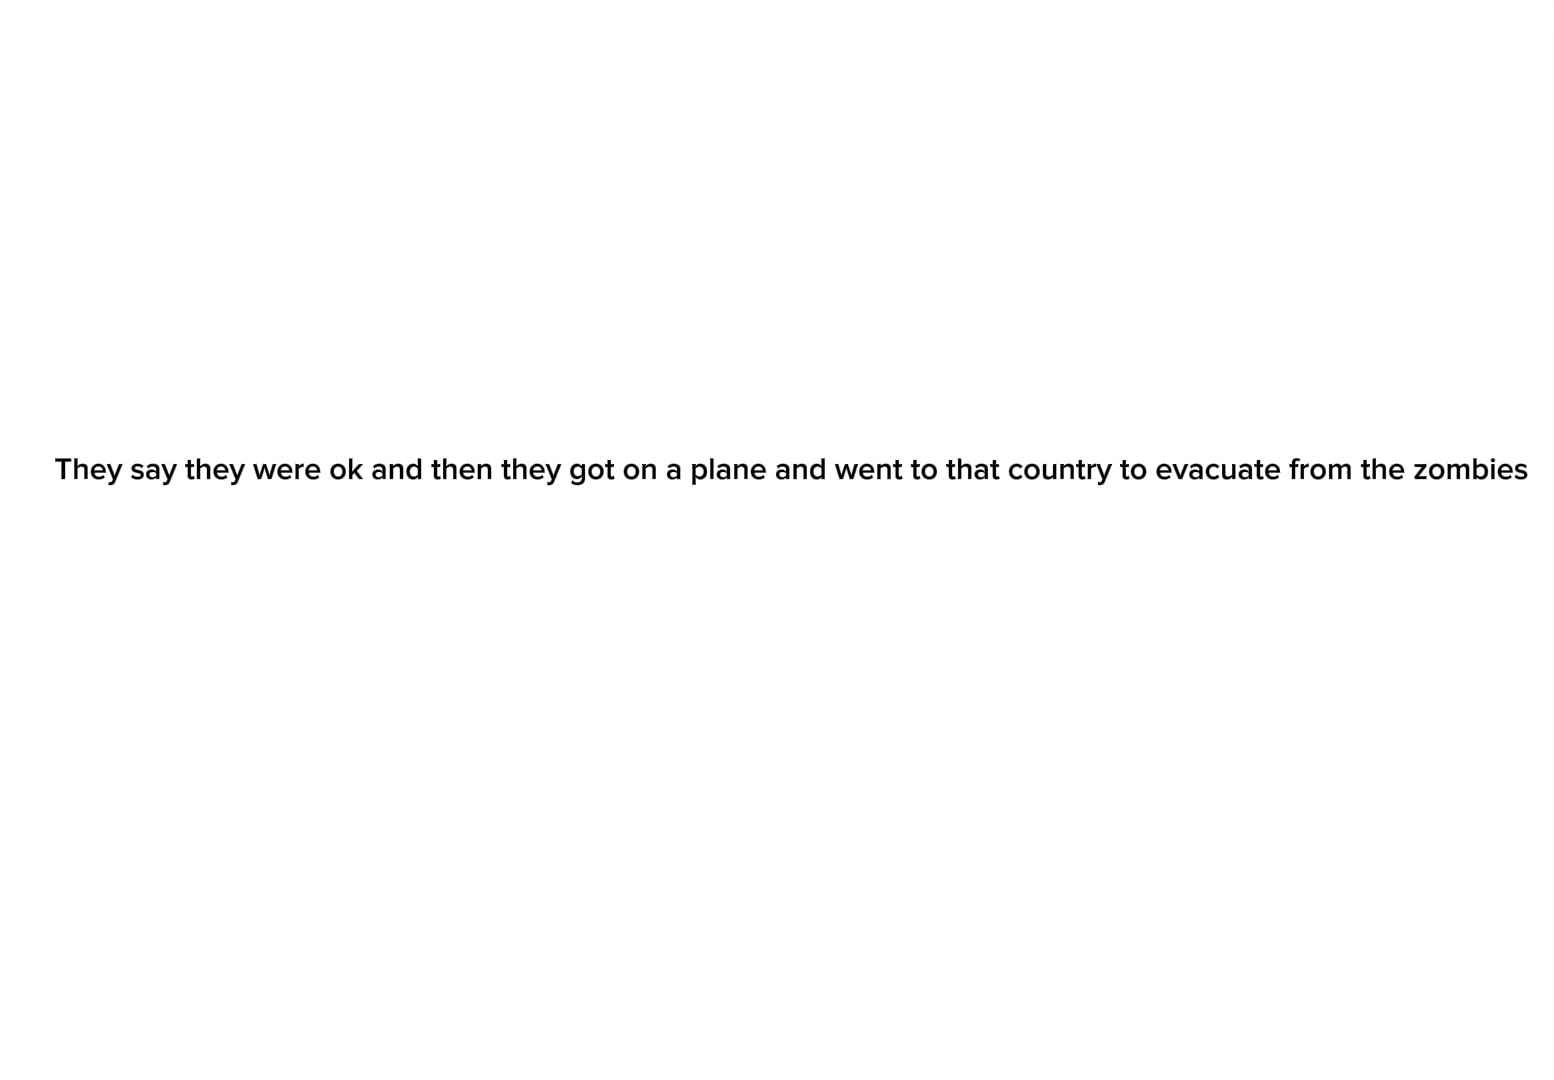 They say they were ok and then they got on a plane and went to that country to evacuate from the zombies